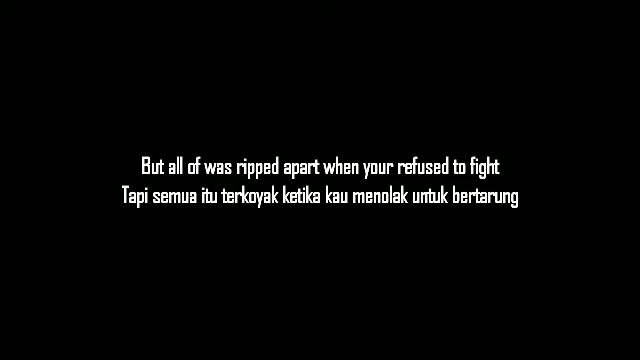 But all of was ripped apart when your refused to fight
Tapi semua itu terkoyak ketika kau menolak untuk bertarung